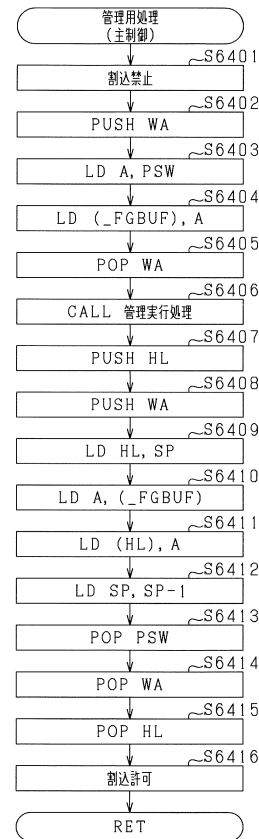 管理用処理
(主制御)
S6401
割込禁止
S6402
PUSH WA
S6403
LD A, PSW
S6404
LD (_FGBUF), A
S6405
POP WA
S6406
CALL 管理実行処理
S6407
PUSH HL
S6408
PUSH WA
S6409
LD HL, SP
S6410
LD A, (_FGBUF)
S6411
LD (HL), A
S6412
LD SP, SP-1
S6413
POP PSW
S6414
POP WA
S6415
POP HL
S6416
割込許可
RET